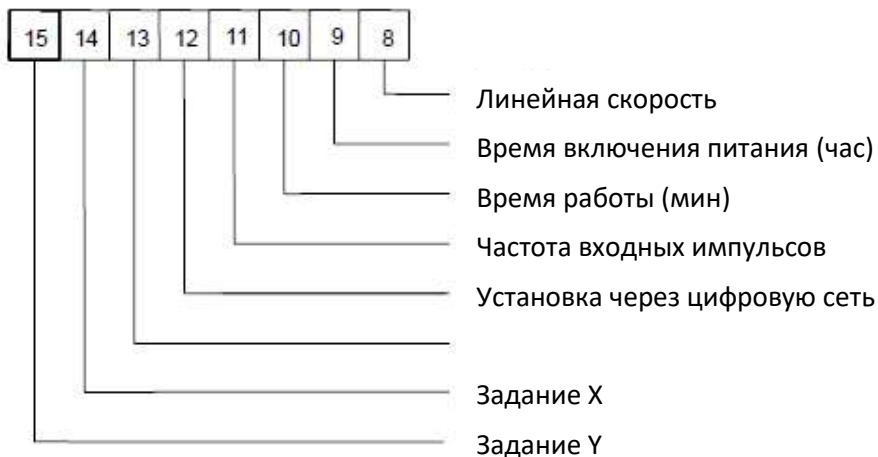 15 14 13 12 11 10 9 8
Линейная скорость
Время включения питания (час)
Время работы (мин)
Частота входных импульсов
Установка через цифровую сеть
Задание X
Задание Y